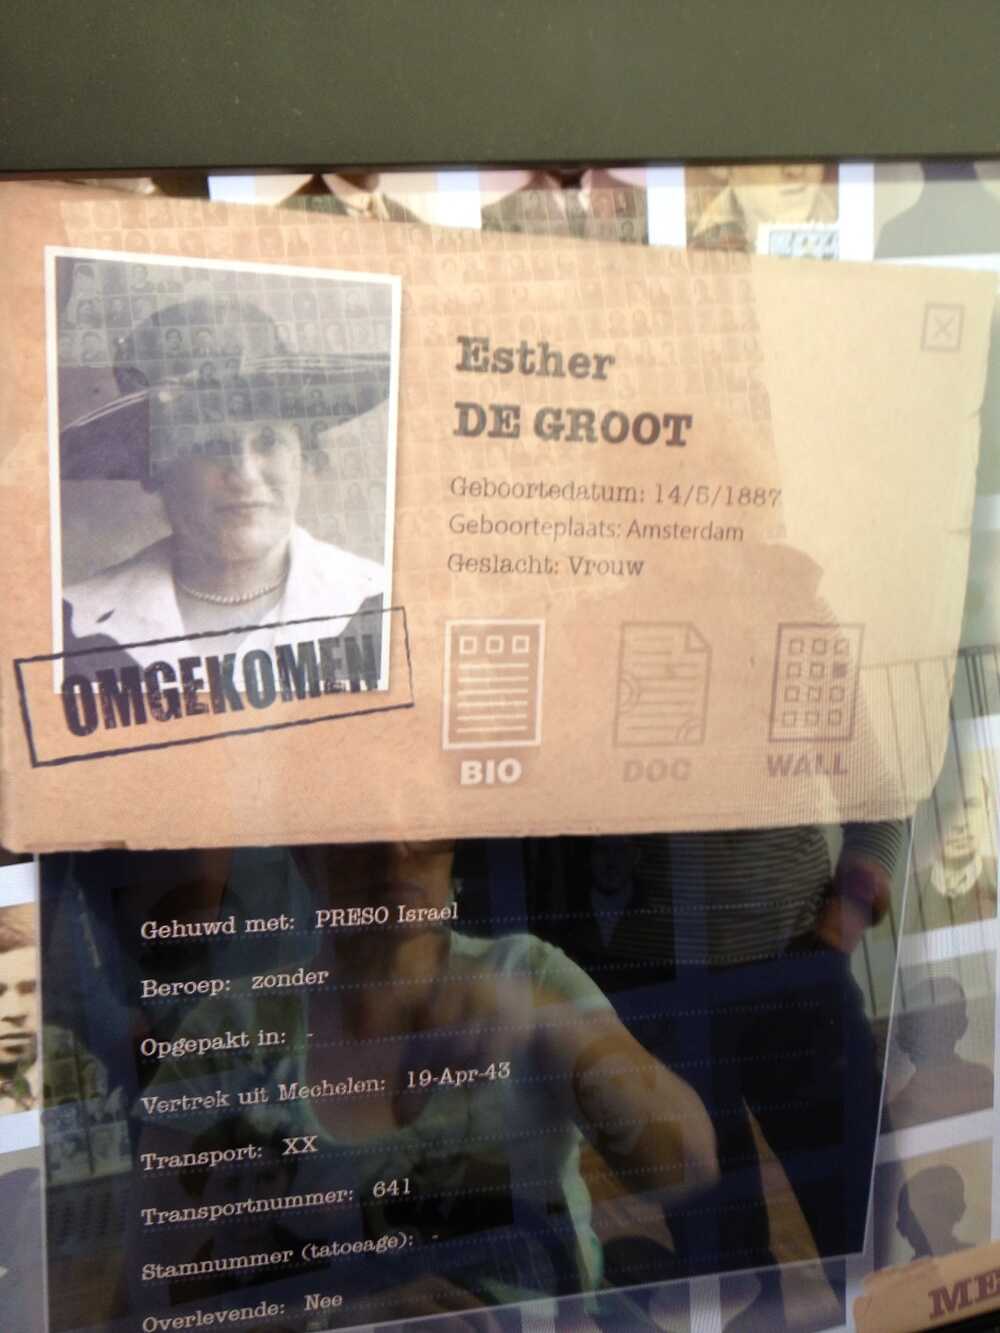 Esther
DE GROOT
Geboortedatum: 14/5/1887
Geboorteplaats: Amsterdam
Geslacht: Vrouw
OMGEKOMEN
BIO
DOC
WALL
Gehuwd met: PRESO Israel
Beroep: zonder
Opgepakt in: -
Vertrek uit Mechelen: 19-Apr-43
Transport: XX
Transportnummer: 641
Stamnummer (tatoeage): -
Overlevende: Nee